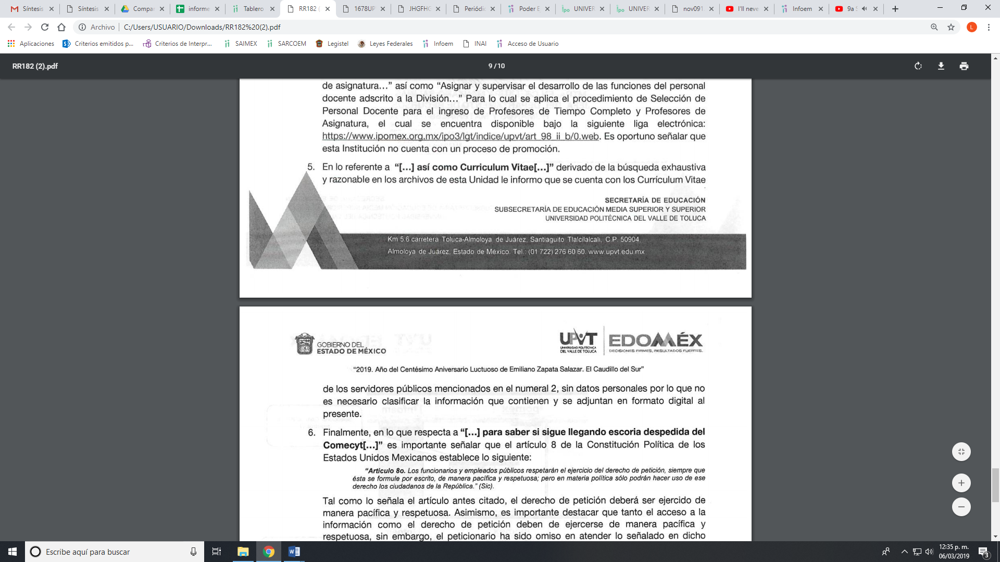 Síntesis
Síntesis
Compar
informe
Tablero
RR182 (
1678UP
JHGFHG
Periódic
Poder E
UNIVER
UNIVER
nov091
I'll neve
Infoem
9a S
Archivo
C:/Users/USUARIO/Downloads/RR182%20(2).pdf
L
Aplicaciones
Criterios emitidos p...
Criterios de Interpr...
SAIMEX
SARCOEM
Legistel
Leyes Federales
Infoem
INAI
Acceso de Usuario
RR182 (2).pdf
9 / 10
de asignatura…” así como “Asignar y supervisar el desarrollo de las funciones del personal
docente adscrito a la División…” Para lo cual se aplica el procedimiento de Selección de
Personal Docente para el ingreso de Profesores de Tiempo Completo y Profesores de
Asignatura, el cual se encuentra disponible bajo la siguiente liga electrónica:
https://www.ipomex.org.mx/ipo3/lgt/indice/upvt/art_98_ii_b/0.web. Es oportuno señalar que
esta Institución no cuenta con un proceso de promoción.
5. En lo referente a “[…] así como Curriculum Vitae[…]” derivado de la búsqueda exhaustiva
y razonable en los archivos de esta Unidad le informo que se cuenta con los Currículum Vitae
SECRETARÍA DE EDUCACIÓN
SUBSECRETARÍA DE EDUCACIÓN MEDIA SUPERIOR Y SUPERIOR
UNIVERSIDAD POLITÉCNICA DEL VALLE DE TOLUCA
Km 5.6 carretera Toluca-Almoloya de Juárez, Santiaguito Tlalcilalcali, C.P. 50904,
Almoloya de Juárez, Estado de México. Tel.: (01 722) 276 60 60. www.upvt.edu.mx
GOBIERNO DEL
ESTADO DE MÉXICO
UPVT
UNIVERSIDAD POLITÉCNICA
DEL VALLE DE TOLUCA
EDOMÉX
DECISIONES FIRMES, RESULTADOS FUERTES.
“2019. Año del Centésimo Aniversario Luctuoso de Emiliano Zapata Salazar. El Caudillo del Sur”
de los servidores públicos mencionados en el numeral 2, sin datos personales por lo que no
es necesario clasificar la información que contienen y se adjuntan en formato digital al
presente.
6. Finalmente, en lo que respecta a “[…] para saber si sigue llegando escoria despedida del
Comecyt[…]” es importante señalar que el artículo 8 de la Constitución Política de los
Estados Unidos Mexicanos establece lo siguiente:
“Artículo 8o. Los funcionarios y empleados públicos respetarán el ejercicio del derecho de petición, siempre que
ésta se formule por escrito, de manera pacífica y respetuosa; pero en materia política sólo podrán hacer uso de ese
derecho los ciudadanos de la República.” (Sic).
Tal como lo señala el artículo antes citado, el derecho de petición deberá ser ejercido de
manera pacífica y respetuosa. Asimismo, es importante destacar que tanto el acceso a la
información como el derecho de petición deben de ejercerse de manera pacífica y
respetuosa, sin embargo, el peticionario ha sido omiso en atender lo señalado en dicho
Escribe aquí para buscar
12:35 p. m.
06/03/2019
3